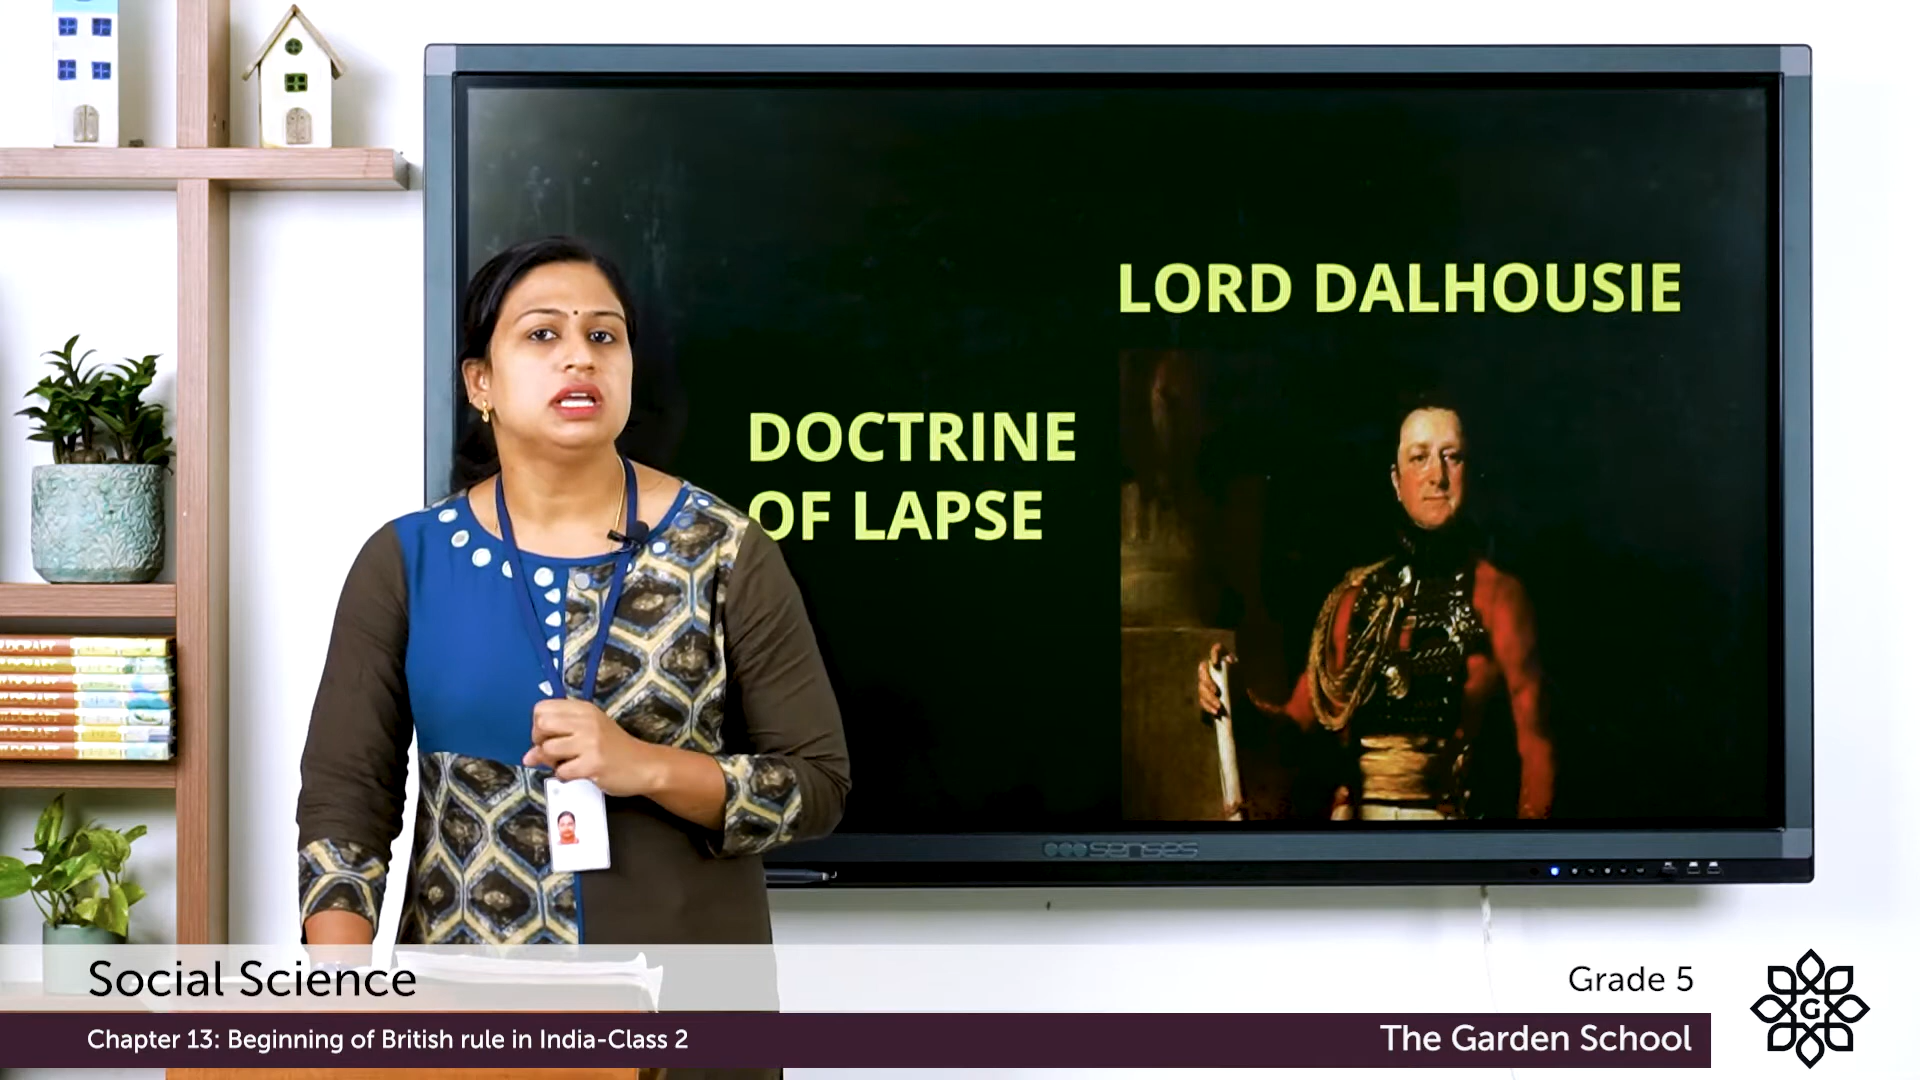 LORD DALHOUSIE
DOCTRINE
OF LAPSE
senses
Social Science
Grade 5
Chapter 13: Beginning of British rule in India-Class 2
The Garden School
G